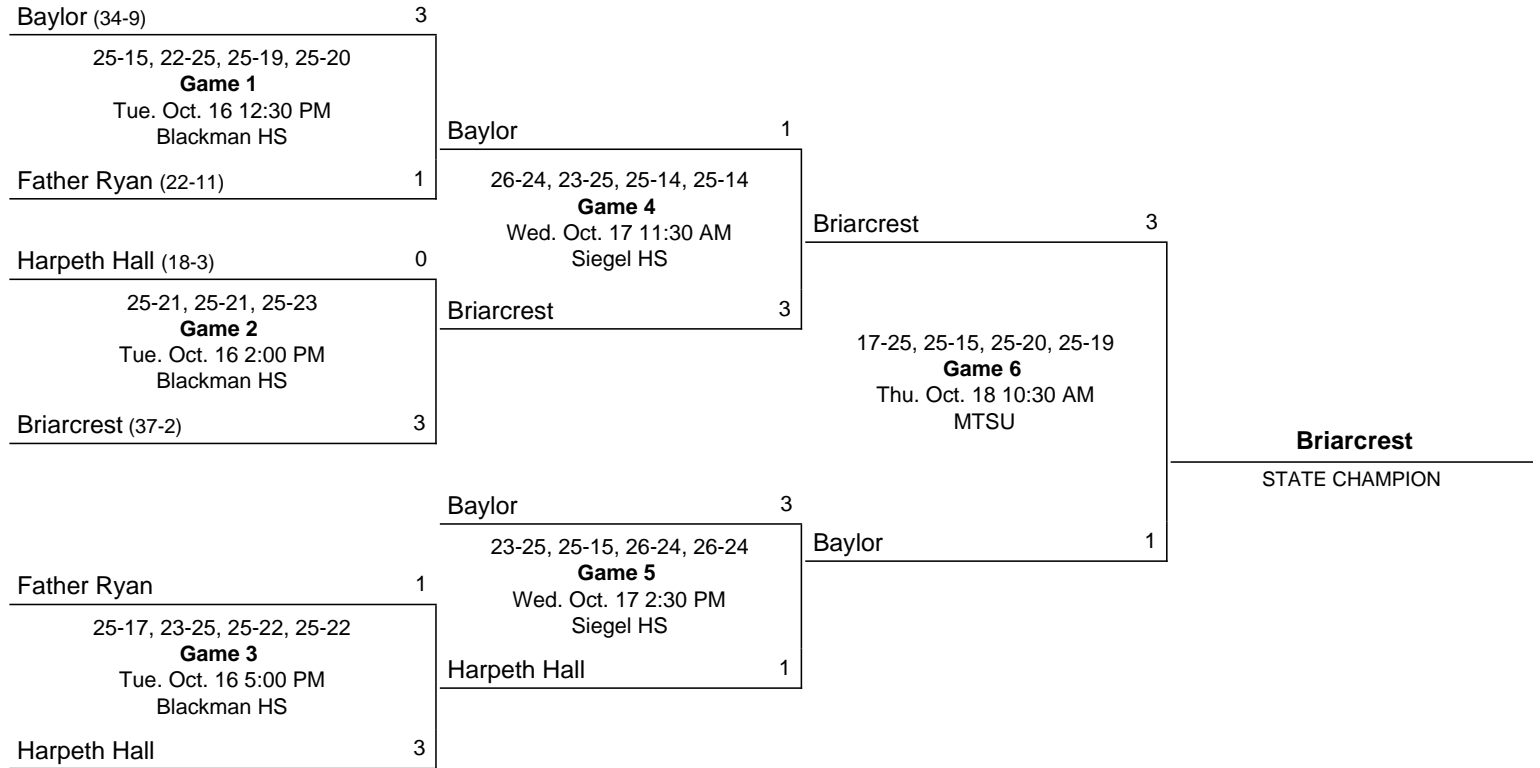 Baylor (34-9) 3
25-15, 22-25, 25-19, 25-20
Game 1
Tue. Oct. 16 12:30 PM
Blackman HS
Father Ryan (22-11) 1
Harpeth Hall (18-3) 0
25-21, 25-21, 25-23
Game 2
Tue. Oct. 16 2:00 PM
Blackman HS
Briarcrest (37-2) 3
Father Ryan 1
25-17, 23-25, 25-22, 25-22
Game 3
Tue. Oct. 16 5:00 PM
Blackman HS
Harpeth Hall 3
Baylor 1
26-24, 23-25, 25-14, 25-14
Game 4
Wed. Oct. 17 11:30 AM
Siegel HS
Briarcrest 3
Baylor 3
23-25, 25-15, 26-24, 26-24
Game 5
Wed. Oct. 17 2:30 PM
Siegel HS
Harpeth Hall 1
Briarcrest 3
17-25, 25-15, 25-20, 25-19
Game 6
Thu. Oct. 18 10:30 AM
MTSU
Baylor 1
Briarcrest
STATE CHAMPION